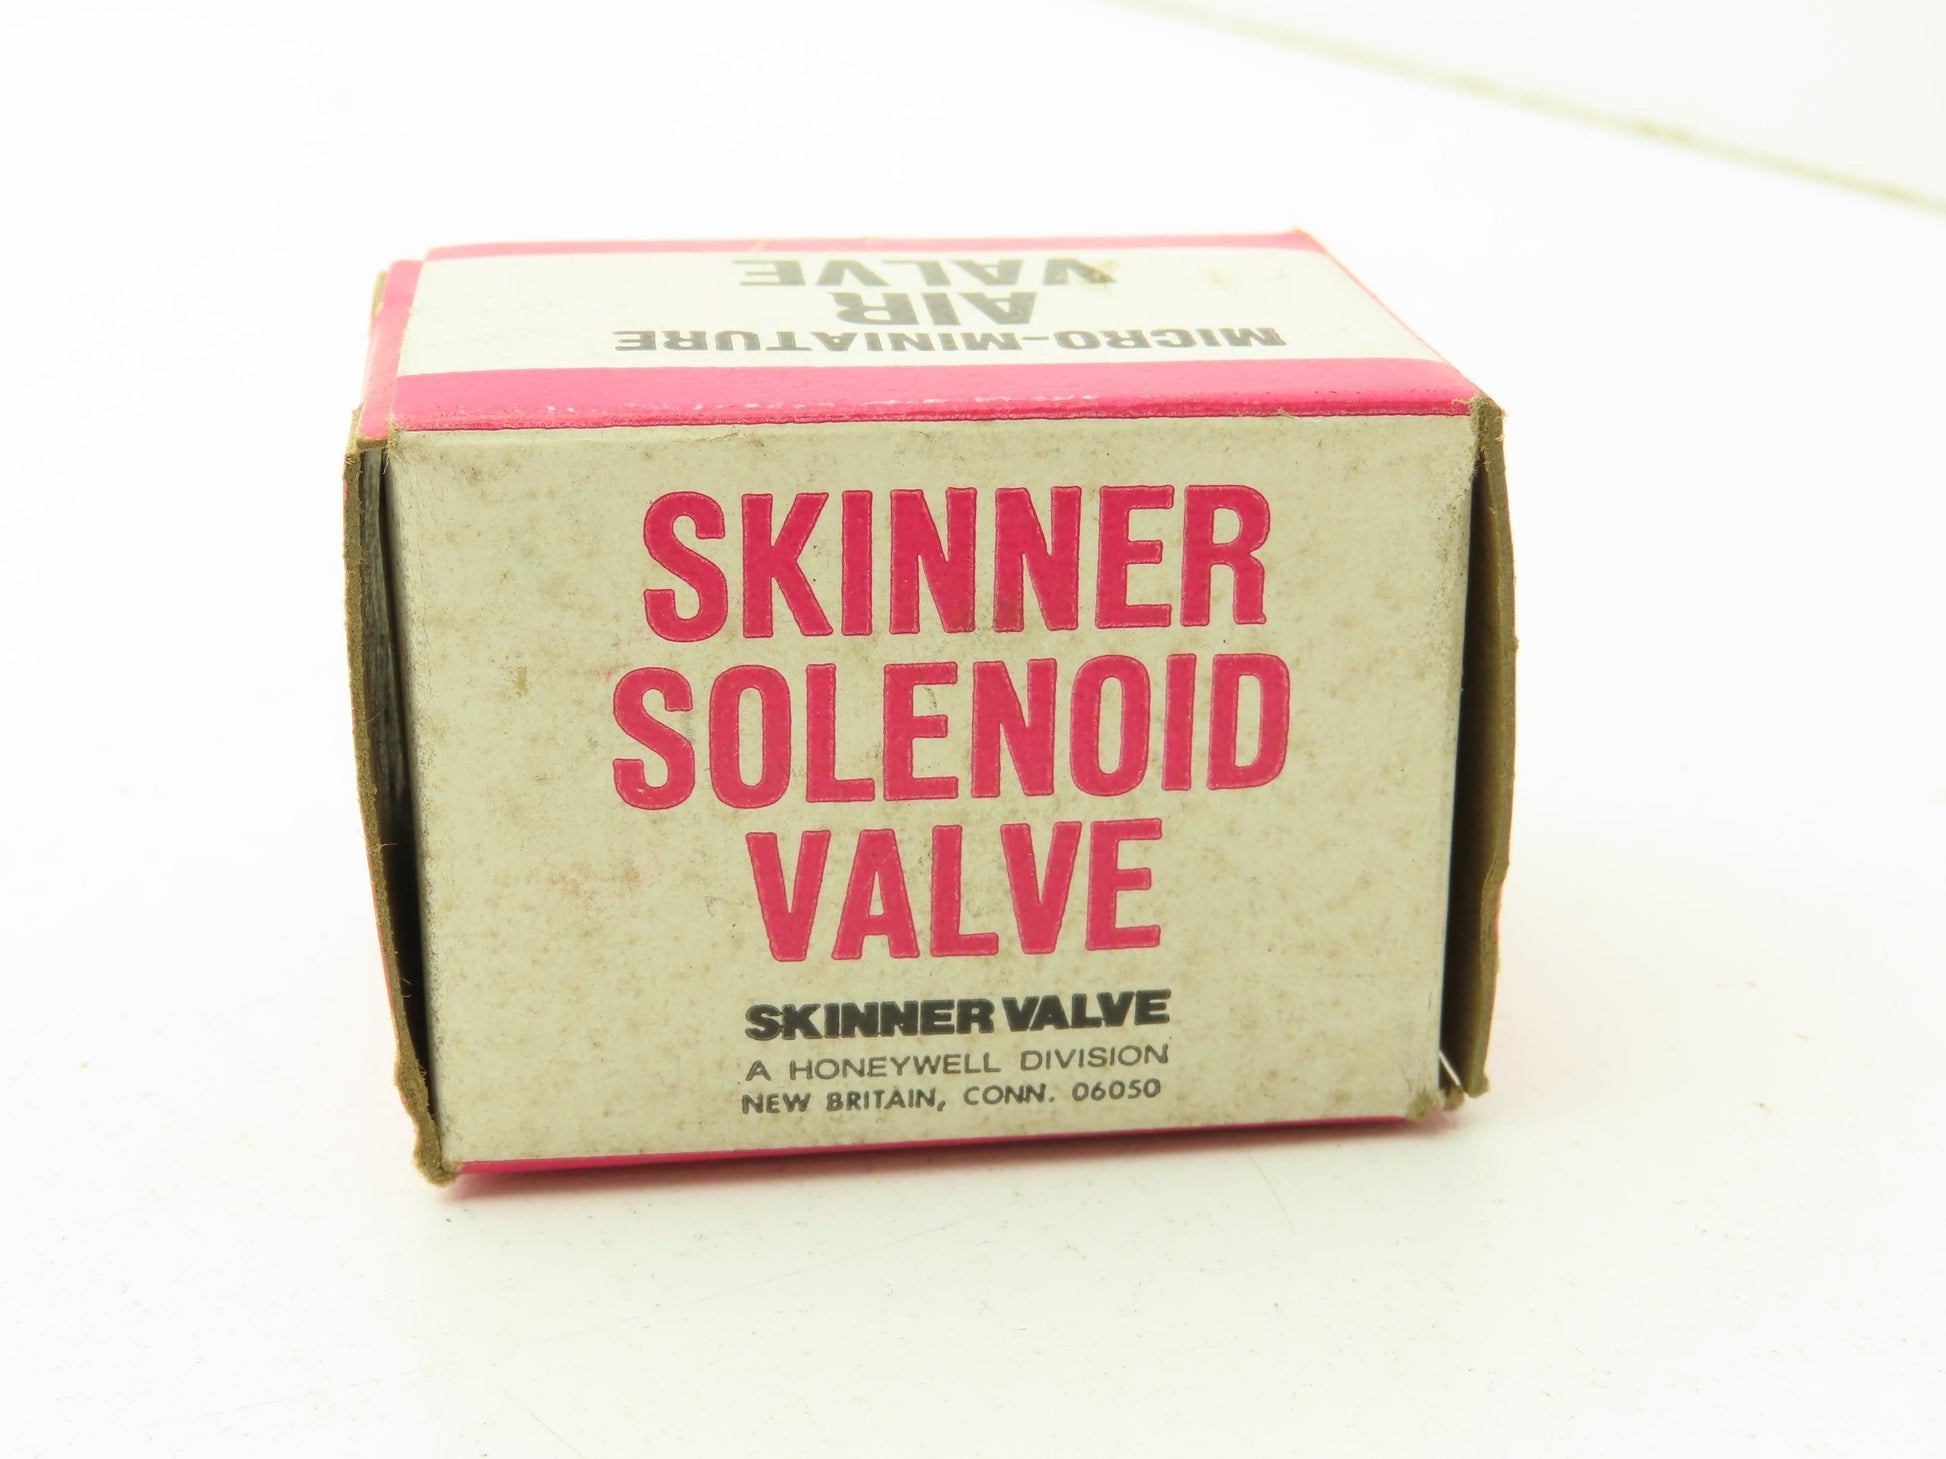 MICRO-MINIATURE
AIR
VALVE
SKINNER
SOLENOID
VALVE
SKINNER VALVE
A HONEYWELL DIVISION
NEW BRITAIN, CONN. 06050